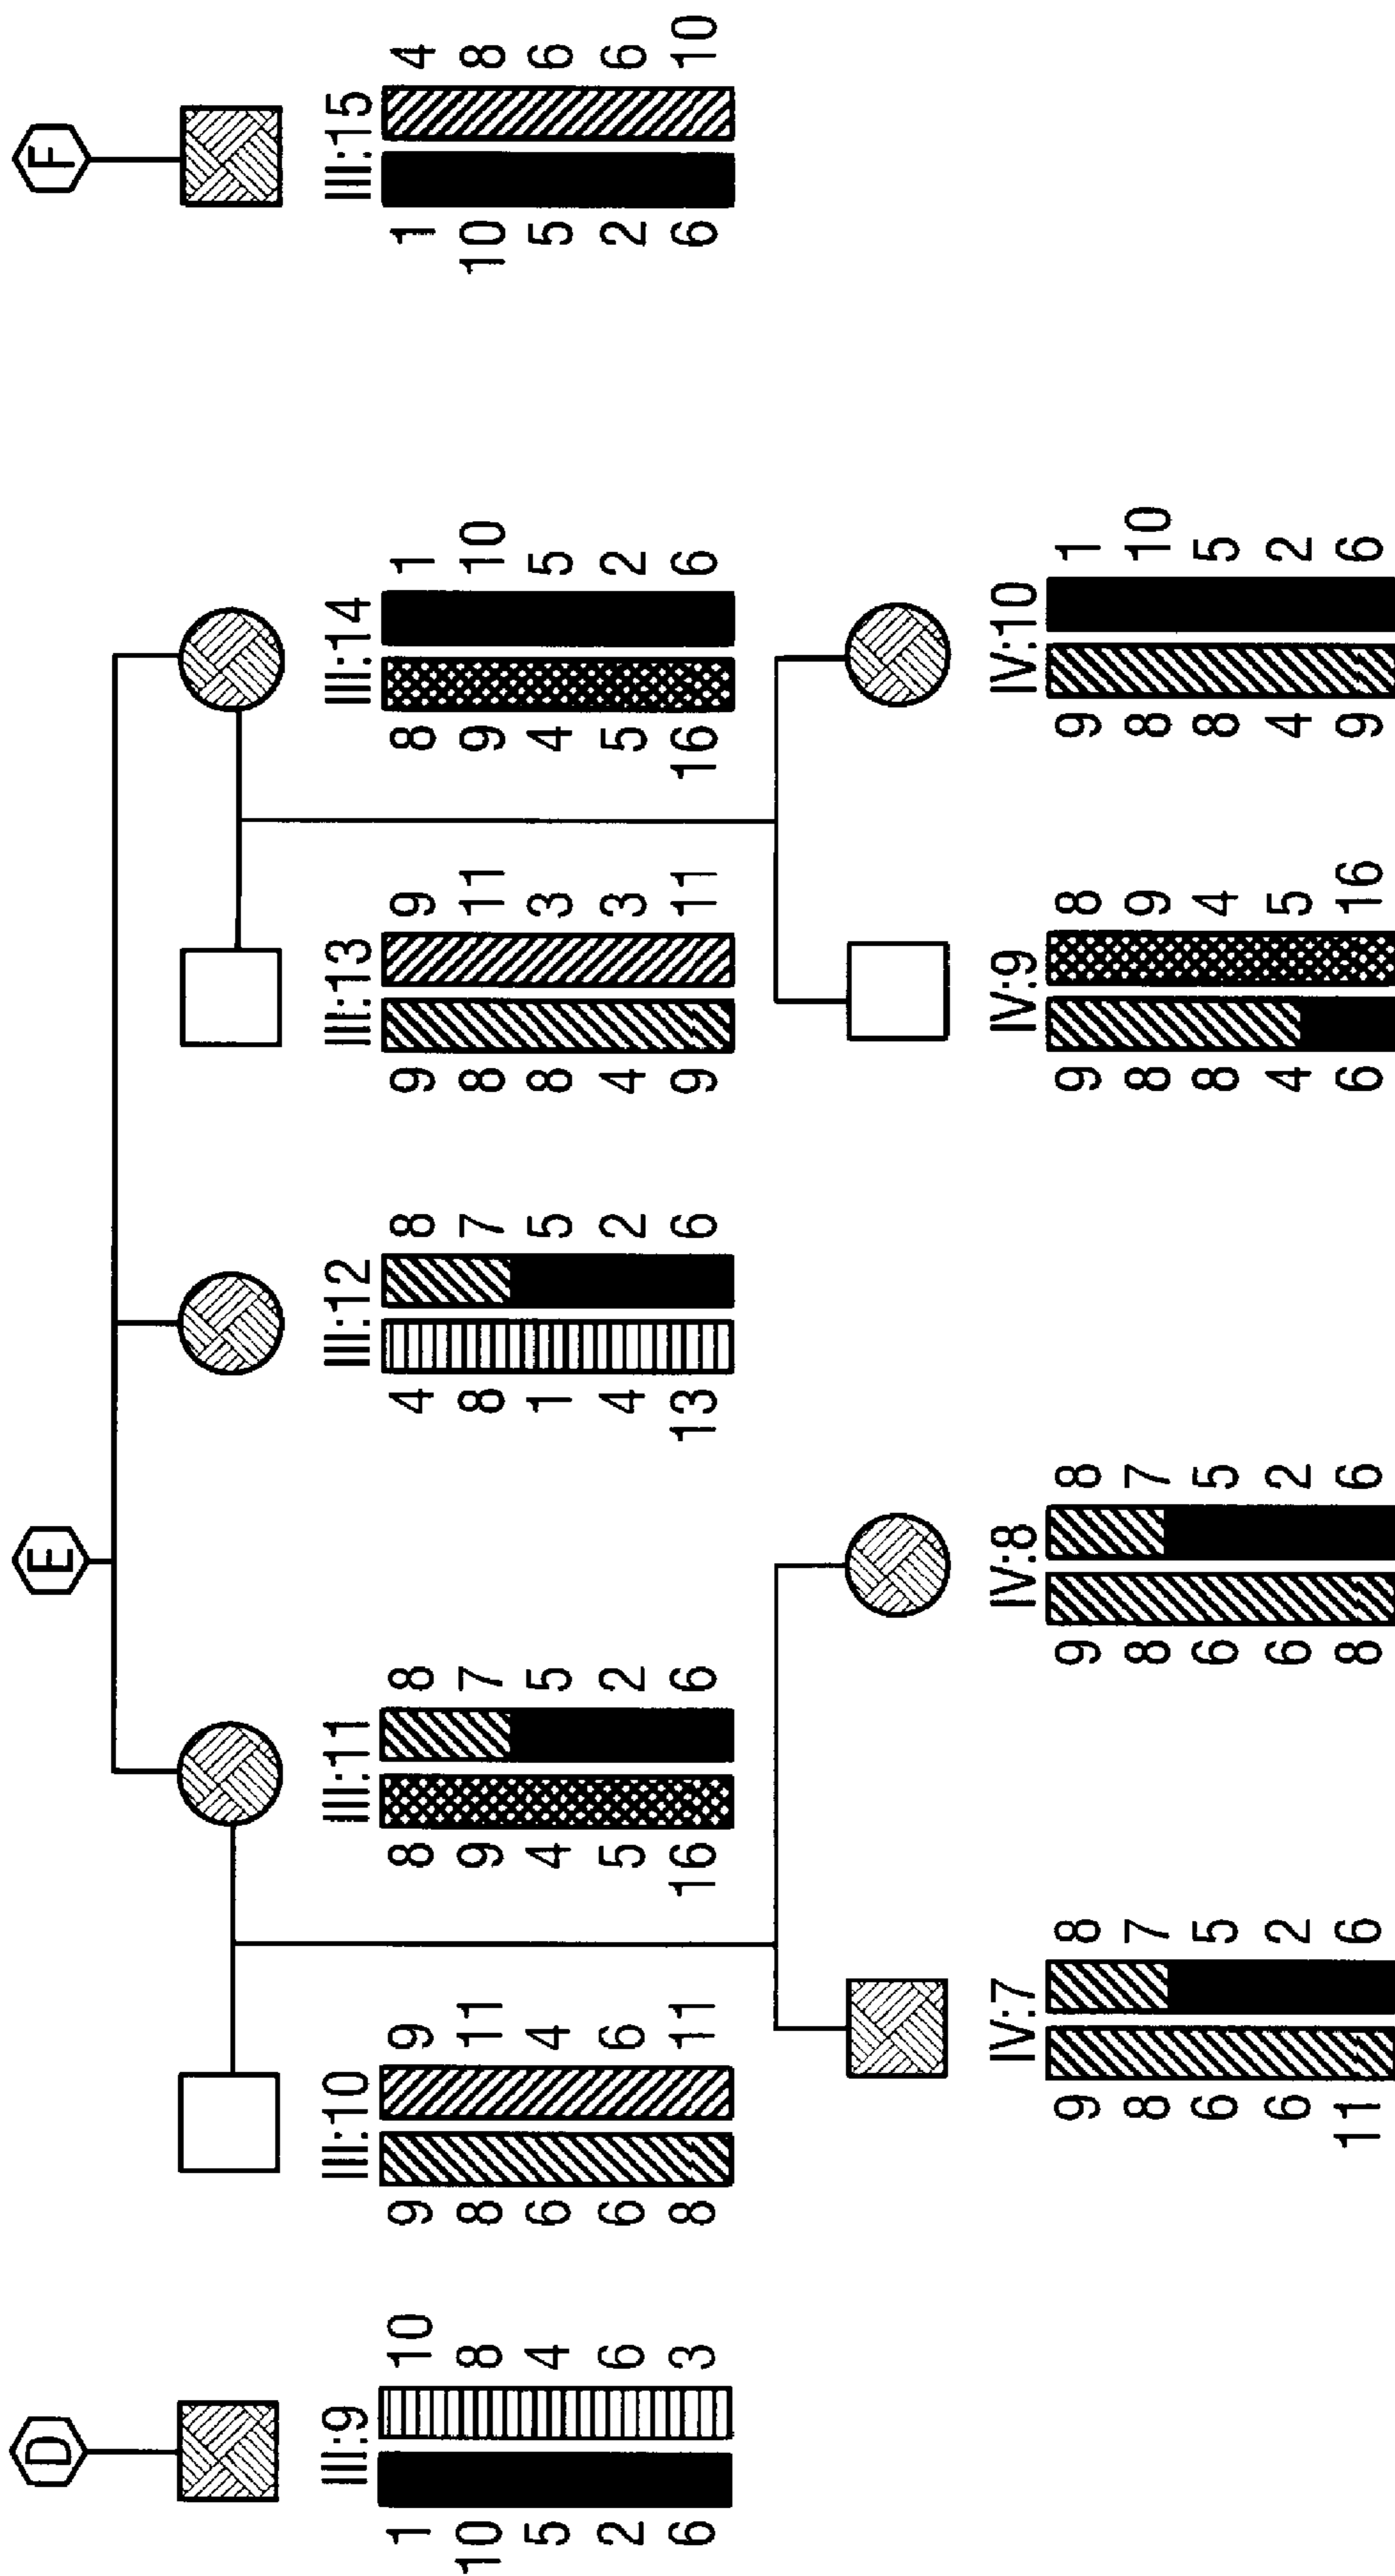 D E F
III:9 III:10 III:11 III:12 III:13 III:14 III:15
1 10 9 9 8 8 4 8 9 9 8 1 1 4
10 8 8 11 9 7 8 7 8 11 9 10 10 8
5 4 6 4 4 5 1 5 8 3 4 5 5 6
2 6 6 6 5 2 4 2 4 3 5 2 2 6
6 3 8 11 16 6 13 6 9 11 16 6 6 10
IV:7 IV:8 IV:9 IV:10
9 8 9 8 9 8 9 1
8 7 8 7 8 9 8 10
6 5 6 5 8 4 8 5
6 2 6 2 4 5 4 2
11 6 8 6 6 16 9 6